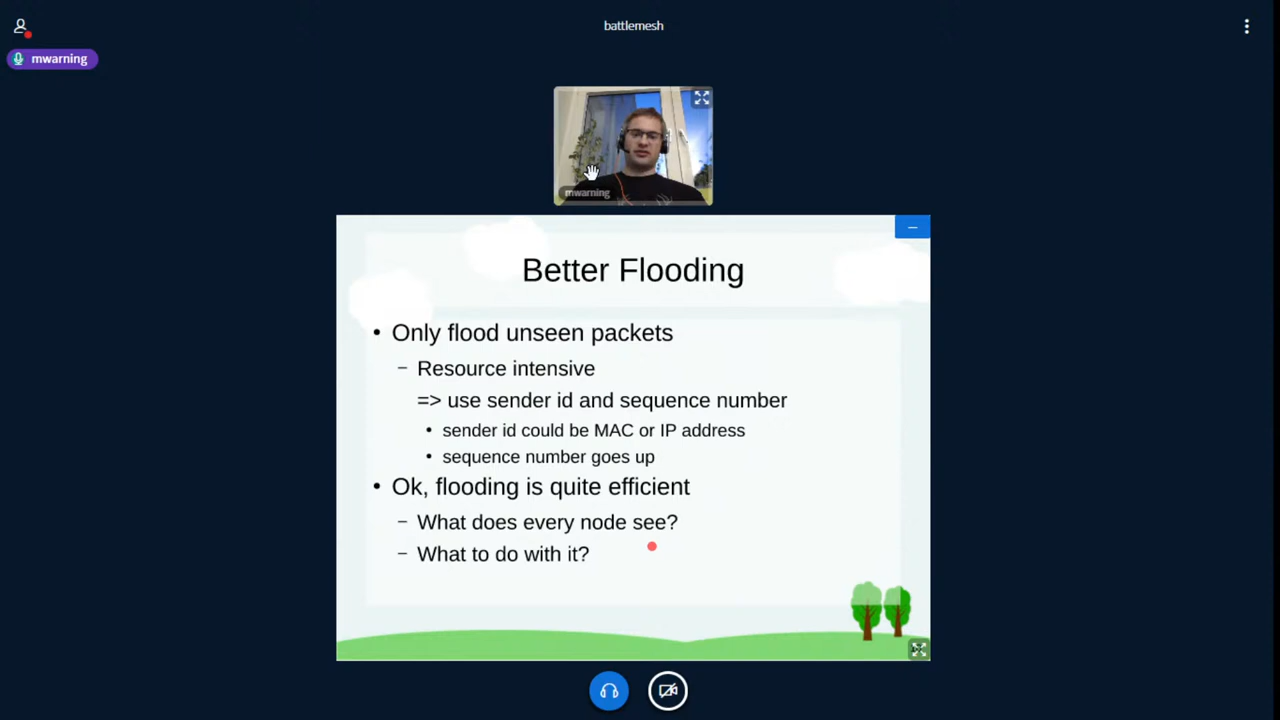 battlemesh
mwarning
mwarning
Better Flooding
• Only flood unseen packets
– Resource intensive
=> use sender id and sequence number
• sender id could be MAC or IP address
• sequence number goes up
• Ok, flooding is quite efficient
– What does every node see?
– What to do with it?